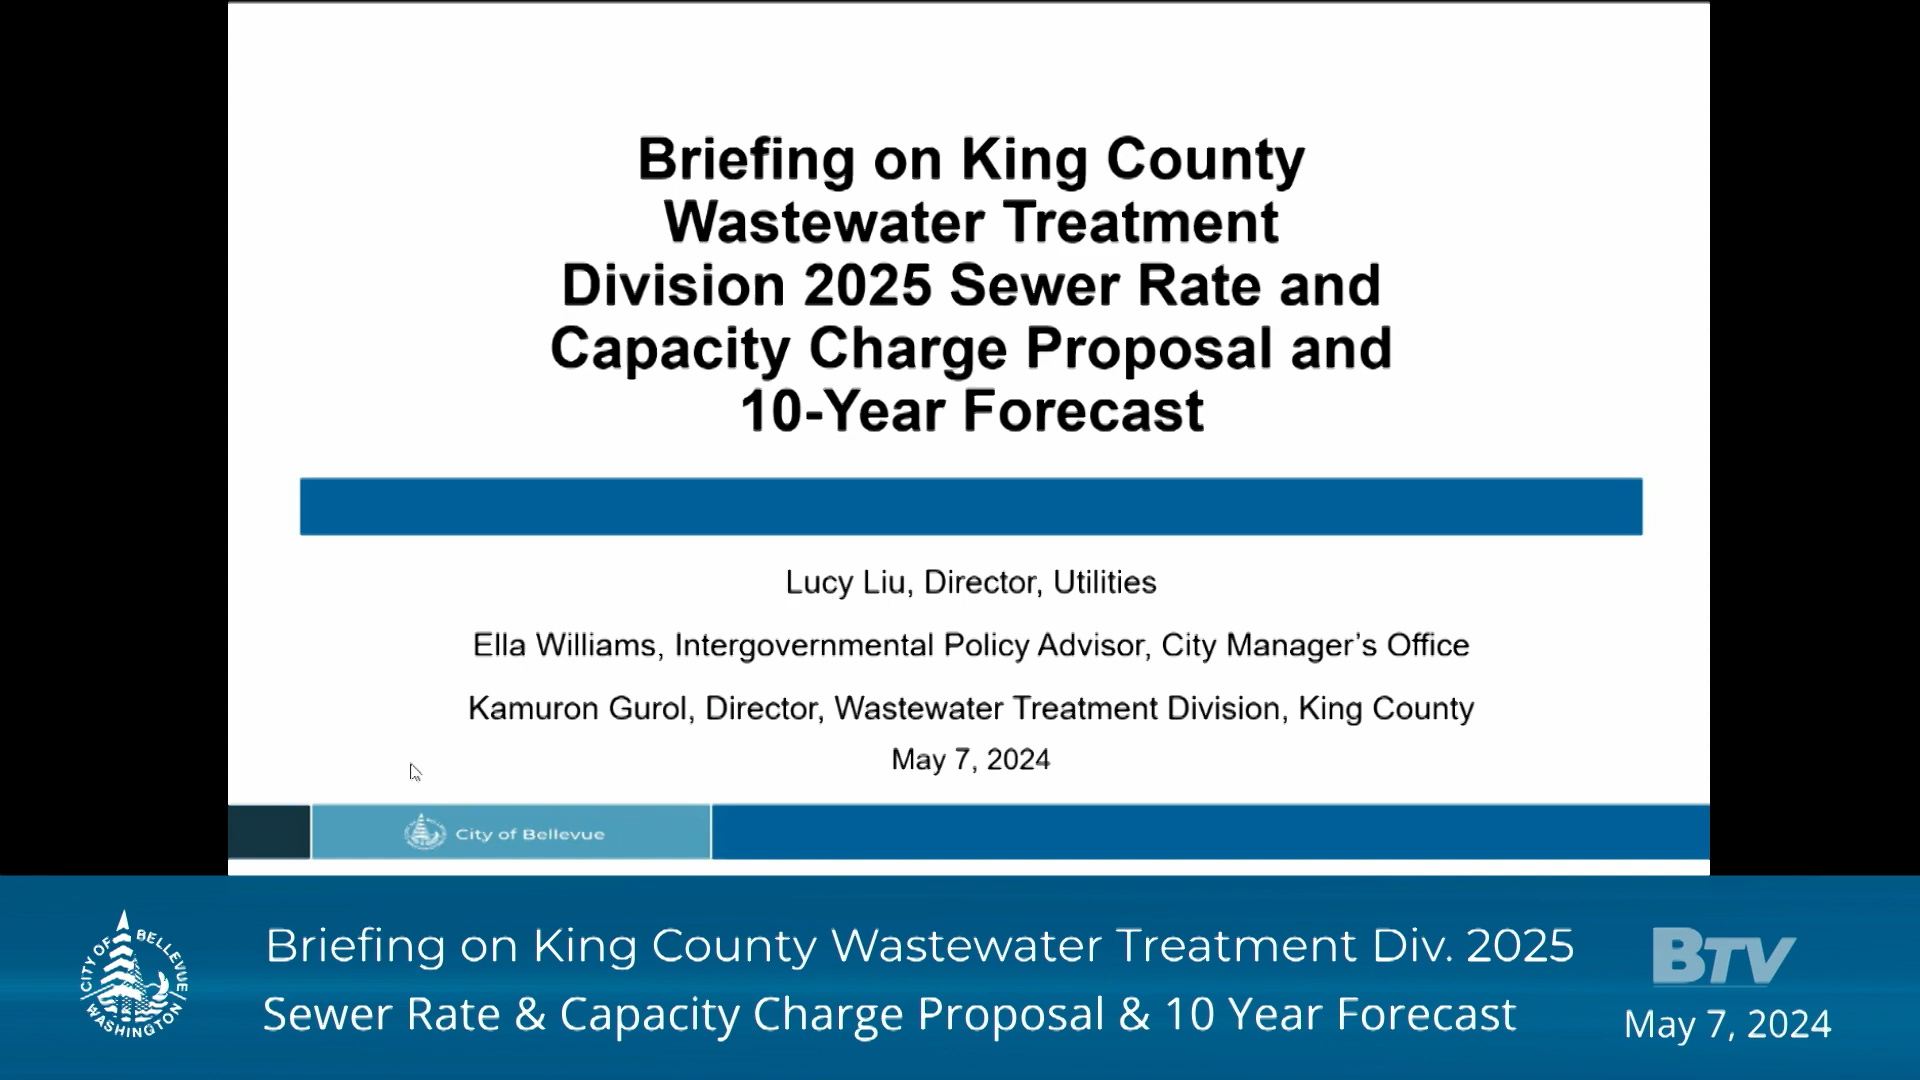 Briefing on King County
Wastewater Treatment
Division 2025 Sewer Rate and
Capacity Charge Proposal and
10-Year Forecast
Lucy Liu, Director, Utilities
Ella Williams, Intergovernmental Policy Advisor, City Manager’s Office
Kamuron Gurol, Director, Wastewater Treatment Division, King County
May 7, 2024
City of Bellevue
CITY OF BELLEVUE
WASHINGTON
Briefing on King County Wastewater Treatment Div. 2025
Sewer Rate & Capacity Charge Proposal & 10 Year Forecast
BTV
May 7, 2024